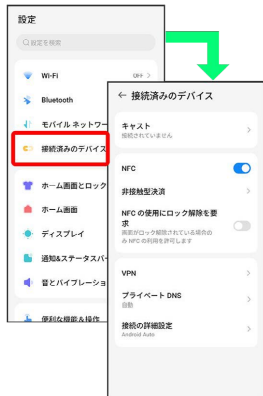 設定
設定を検索
Wi-Fi
OFF
Bluetooth
モバイル ネットワー
接続済みのデバイス
ホーム画面とロック
ホーム画面
ディスプレイ
通知&ステータスバ
音とバイブレーショ
便利な機能&操作
← 接続済みのデバイス
キャスト
接続されていません
NFC
非接触型決済
NFC の使用にロック解除を要
求
画面がロック解除されている場合の
み NFC の利用を許可します
VPN
プライベート DNS
自動
接続の詳細設定
Android Auto